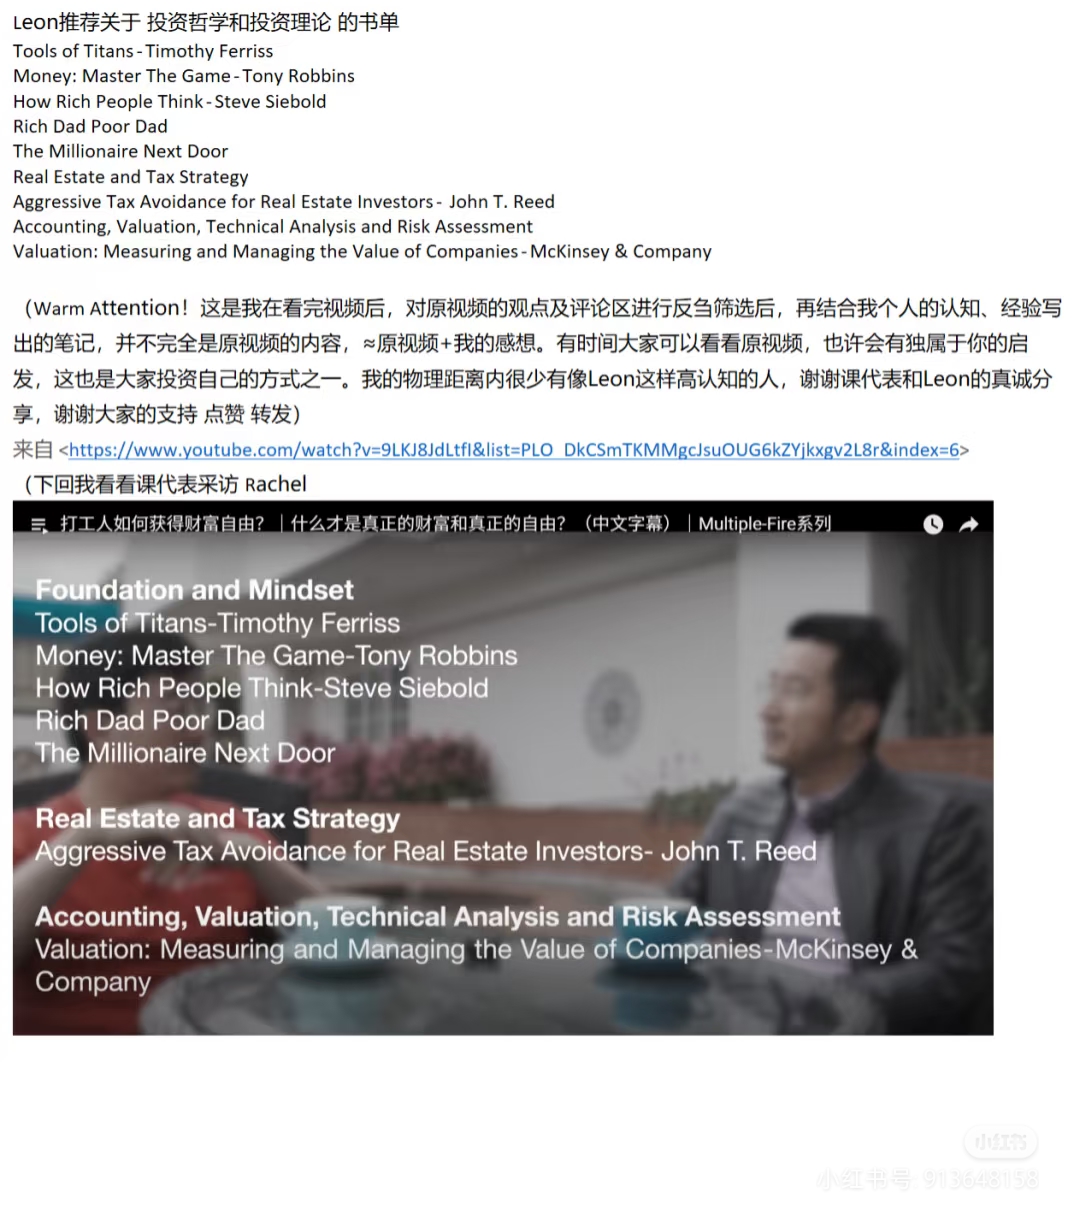 Leon推荐关于 投资哲学和投资理论 的书单
Tools of Titans-Timothy Ferriss
Money: Master The Game-Tony Robbins
How Rich People Think-Steve Siebold
Rich Dad Poor Dad
The Millionaire Next Door
Real Estate and Tax Strategy
Aggressive Tax Avoidance for Real Estate Investors- John T. Reed
Accounting, Valuation, Technical Analysis and Risk Assessment
Valuation: Measuring and Managing the Value of Companies-McKinsey & Company
（Warm Attention！这是我在看完视频后，对原视频的观点及评论区进行反刍筛选后，再结合我个人的认知、经验写
出的笔记，并不完全是原视频的内容，≈原视频+我的感想。有时间大家可以看看原视频，也许会有独属于你的启
发，这也是大家投资自己的方式之一。我的物理距离内很少有像Leon这样高认知的人，谢谢课代表和Leon的真诚分
享，谢谢大家的支持 点赞 转发）
来自 <https://www.youtube.com/watch?v=9LKJ8JdLtfI&list=PLO_DkCSmTKMMgcJsuOUG6kZYjkxgv2L8r&index=6>
（下回我看看课代表采访 Rachel
打工人如何获得财富自由？｜什么才是真正的财富和真正的自由？（中文字幕）｜Multiple-Fire系列
Foundation and Mindset
Tools of Titans-Timothy Ferriss
Money: Master The Game-Tony Robbins
How Rich People Think-Steve Siebold
Rich Dad Poor Dad
The Millionaire Next Door
Real Estate and Tax Strategy
Aggressive Tax Avoidance for Real Estate Investors- John T. Reed
Accounting, Valuation, Technical Analysis and Risk Assessment
Valuation: Measuring and Managing the Value of Companies-McKinsey &
Company
小红书
小红书号: 913648158